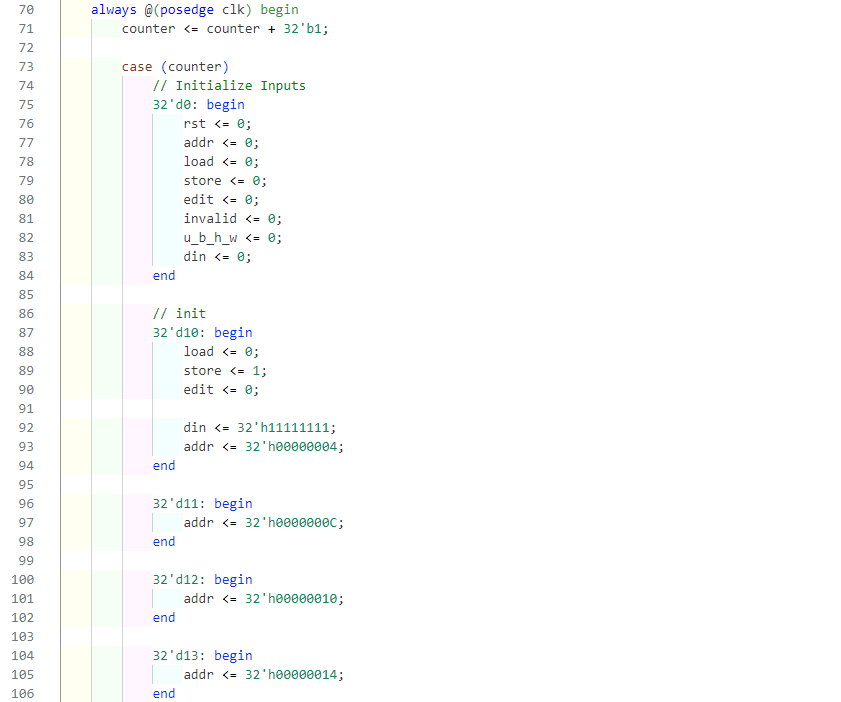 70 always @(posedge clk) begin
71 counter <= counter + 32'b1;
72
73 case (counter)
74 // Initialize Inputs
75 32'd0: begin
76 rst <= 0;
77 addr <= 0;
78 load <= 0;
79 store <= 0;
80 edit <= 0;
81 invalid <= 0;
82 u_b_h_w <= 0;
83 din <= 0;
84 end
85
86 // init
87 32'd10: begin
88 load <= 0;
89 store <= 1;
90 edit <= 0;
91
92 din <= 32'h11111111;
93 addr <= 32'h00000004;
94 end
95
96 32'd11: begin
97 addr <= 32'h0000000C;
98 end
99
100 32'd12: begin
101 addr <= 32'h00000010;
102 end
103
104 32'd13: begin
105 addr <= 32'h00000014;
106 end